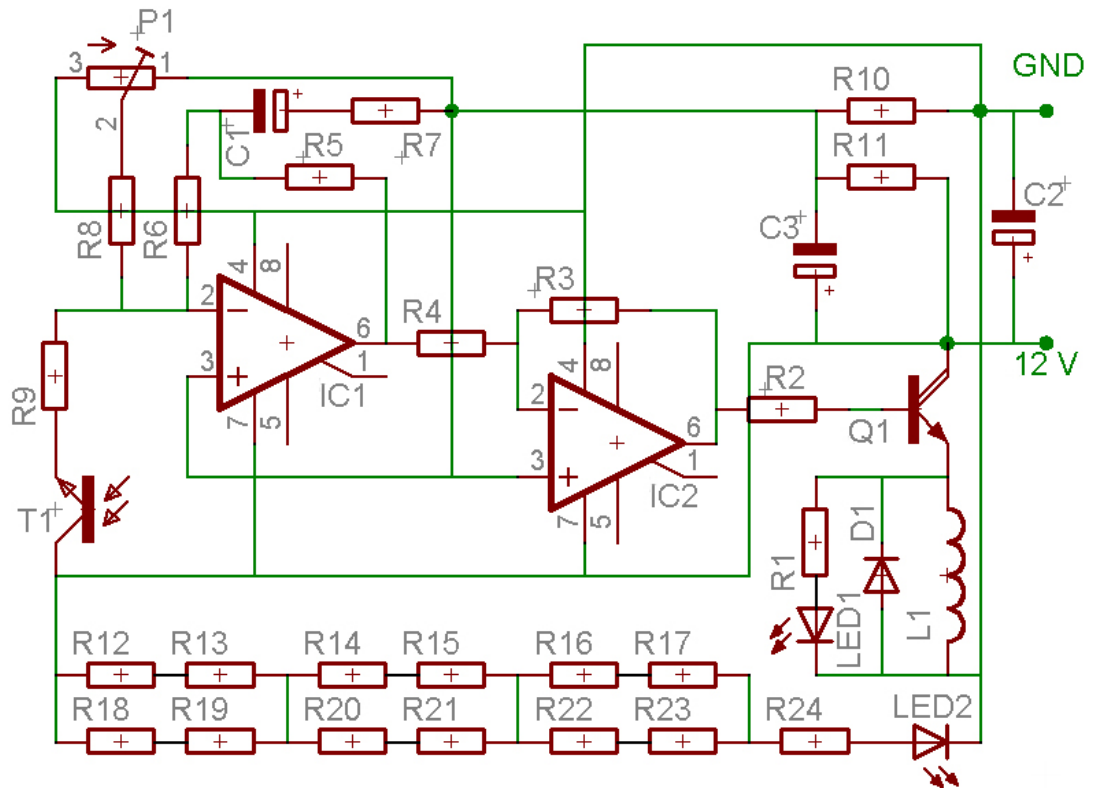 P1
3 1
2
GND
R10
C1
R5
R7
R11
C2
R8
R6
C3
4 8
2
3
6
1
7 5
IC1
R4
R3
4 8
2
3
6
1
7 5
IC2
R2
Q1
12 V
R9
T1
R1
LED1
D1
L1
R12 R13 R14 R15 R16 R17
R18 R19 R20 R21 R22 R23 R24 LED2